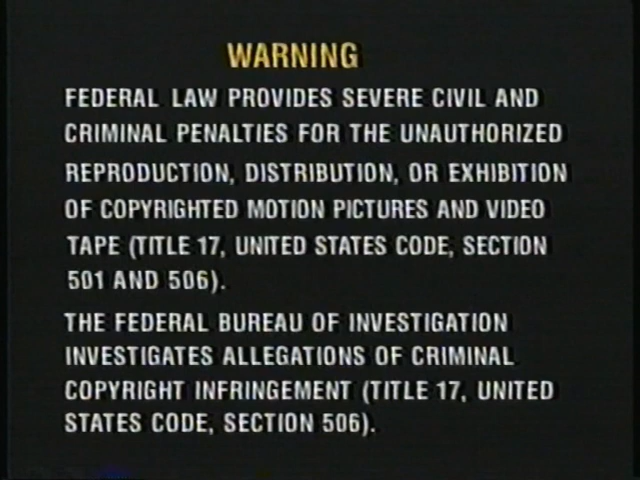 WARNING
FEDERAL LAW PROVIDES SEVERE CIVIL AND
CRIMINAL PENALTIES FOR THE UNAUTHORIZED
REPRODUCTION, DISTRIBUTION, OR EXHIBITION
OF COPYRIGHTED MOTION PICTURES AND VIDEO
TAPE (TITLE 17, UNITED STATES CODE, SECTION
501 AND 506).
THE FEDERAL BUREAU OF INVESTIGATION
INVESTIGATES ALLEGATIONS OF CRIMINAL
COPYRIGHT INFRINGEMENT (TITLE 17, UNITED
STATES CODE, SECTION 506).